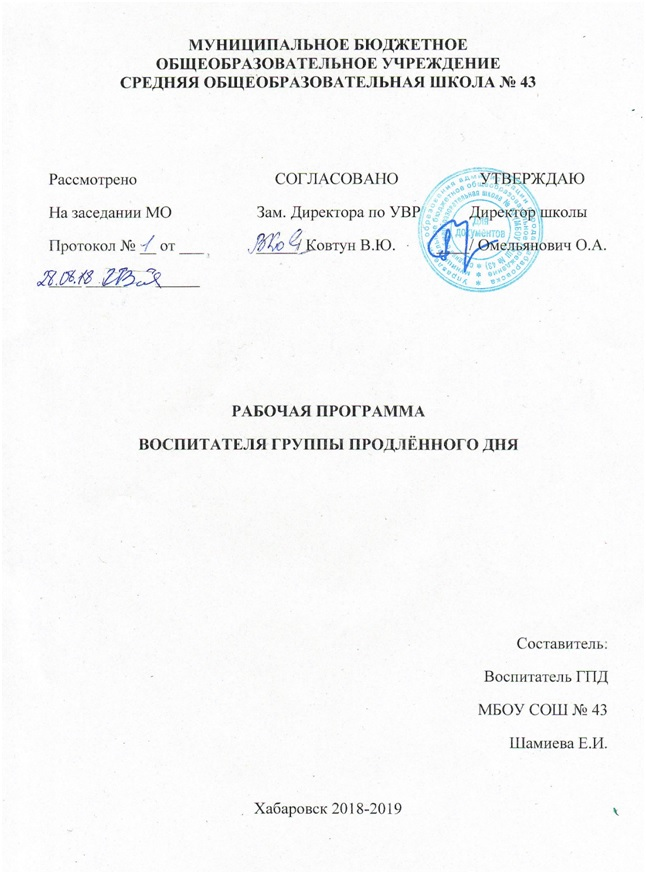 МУНИЦИПАЛЬНОЕ БЮДЖЕТНОЕ
ОБЩЕОБРАЗОВАТЕЛЬНОЕ УЧРЕЖДЕНИЕ
СРЕДНЯЯ ОБЩЕОБРАЗОВАТЕЛЬНАЯ ШКОЛА № 43
Рассмотрено СОГЛАСОВАНО УТВЕРЖДАЮ
На заседании МО Зам. Директора по УВР Директор школы
Протокол № 1 от ___ Ковтун В.Ю. / Омельянович О.А.
28.08.18
для
документов
РАБОЧАЯ ПРОГРАММА
ВОСПИТАТЕЛЯ ГРУППЫ ПРОДЛЁННОГО ДНЯ
Составитель:
Воспитатель ГПД
МБОУ СОШ № 43
Шамиева Е.И.
Хабаровск 2018-2019